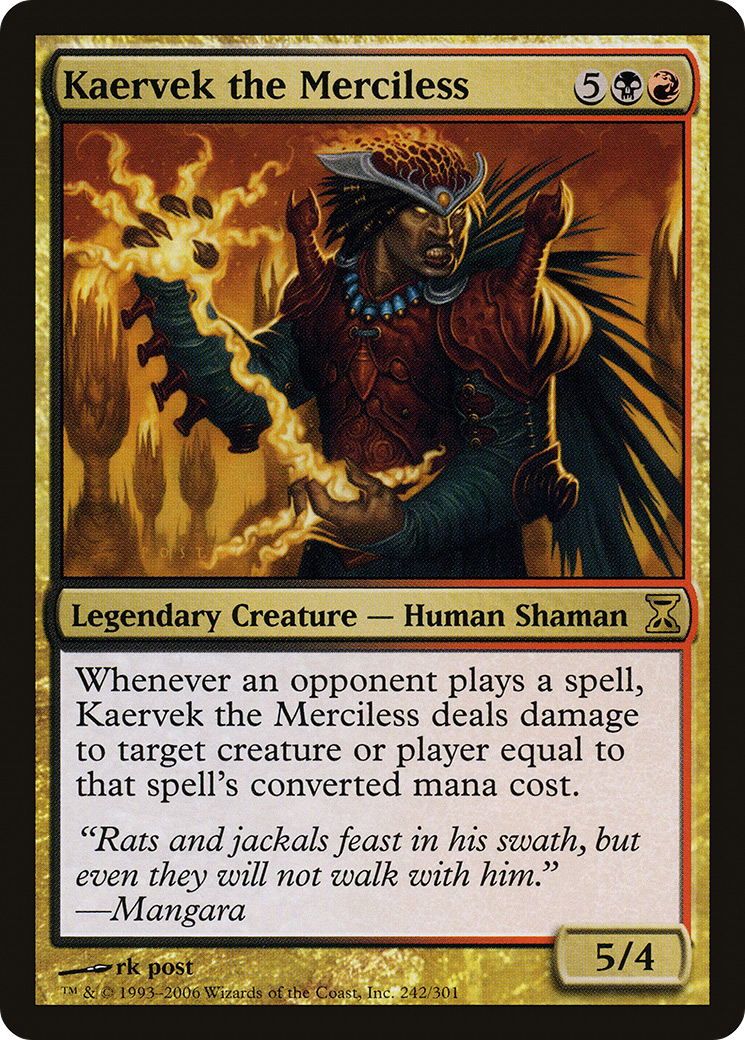 Kaervek the Merciless 5
POST
Legendary Creature — Human Shaman
Whenever an opponent plays a spell,
Kaervek the Merciless deals damage
to target creature or player equal to
that spell's converted mana cost.
“Rats and jackals feast in his swath, but
even they will not walk with him.”
—Mangara
5/4
rk post
™ & © 1993–2006 Wizards of the Coast, Inc. 242/301